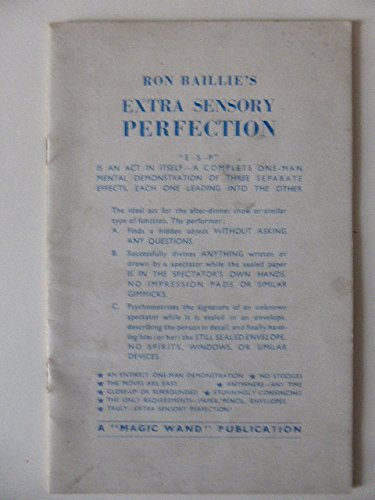 RON BAILLIE'S
EXTRA SENSORY
PERFECTION
"E-S-P"
IS AN ACT IN ITSELF—A COMPLETE ONE-MAN
MENTAL DEMONSTRATION OF THREE SEPARATE
EFFECTS, EACH ONE LEADING INTO THE OTHER
The ideal act for the after-dinner show or similar
type of function. The performer:
A. Finds a hidden object WITHOUT ASKING
ANY QUESTIONS.
B. Successfully divines ANYTHING written or
drawn by a spectator while the sealed paper
IS IN THE SPECTATOR'S OWN HANDS.
NO IMPRESSION PADS OR SIMILAR
GIMMICKS.
C. Psychometrises the signature of an unknown
spectator while it is sealed in an envelope,
describing the person in detail, and finally hand-
ing him (or her) the STILL SEALED ENVELOPE.
NO SPIRITS, WINDOWS, OR SIMILAR
DEVICES.
★ AN ENTIRELY ONE-MAN DEMONSTRATION ★ NO STOOGES
★ THE MOVES ARE EASY ★ ANYWHERE—ANY TIME
★ CLOSE-UP OR SURROUNDED ★ STUNNINGLY CONVINCING
★ THE ONLY REQUIREMENTS—PAPER, PENCIL, ENVELOPES
★ TRULY—EXTRA SENSORY PERFECTION!
A "MAGIC WAND" PUBLICATION